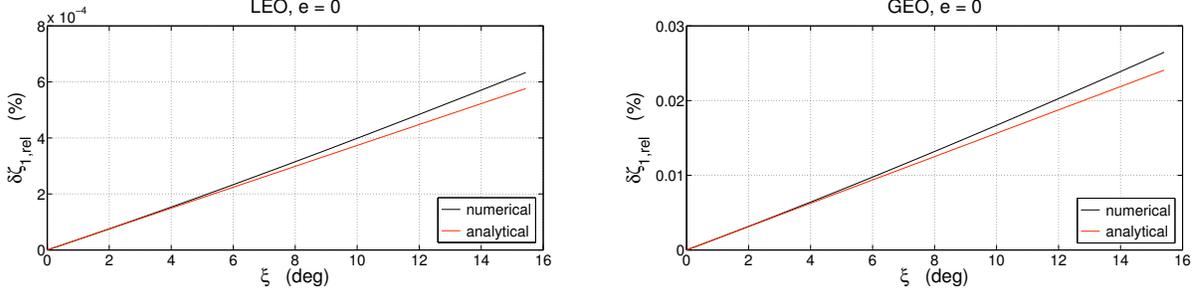 LEO, e = 0
x 10⁻⁴
8
6
4
2
0
0 2 4 6 8 10 12 14 16
δζ1,rel (%)
ξ (deg)
numerical
analytical
GEO, e = 0
0.03
0.02
0.01
0
0 2 4 6 8 10 12 14 16
δζ1,rel (%)
ξ (deg)
numerical
analytical